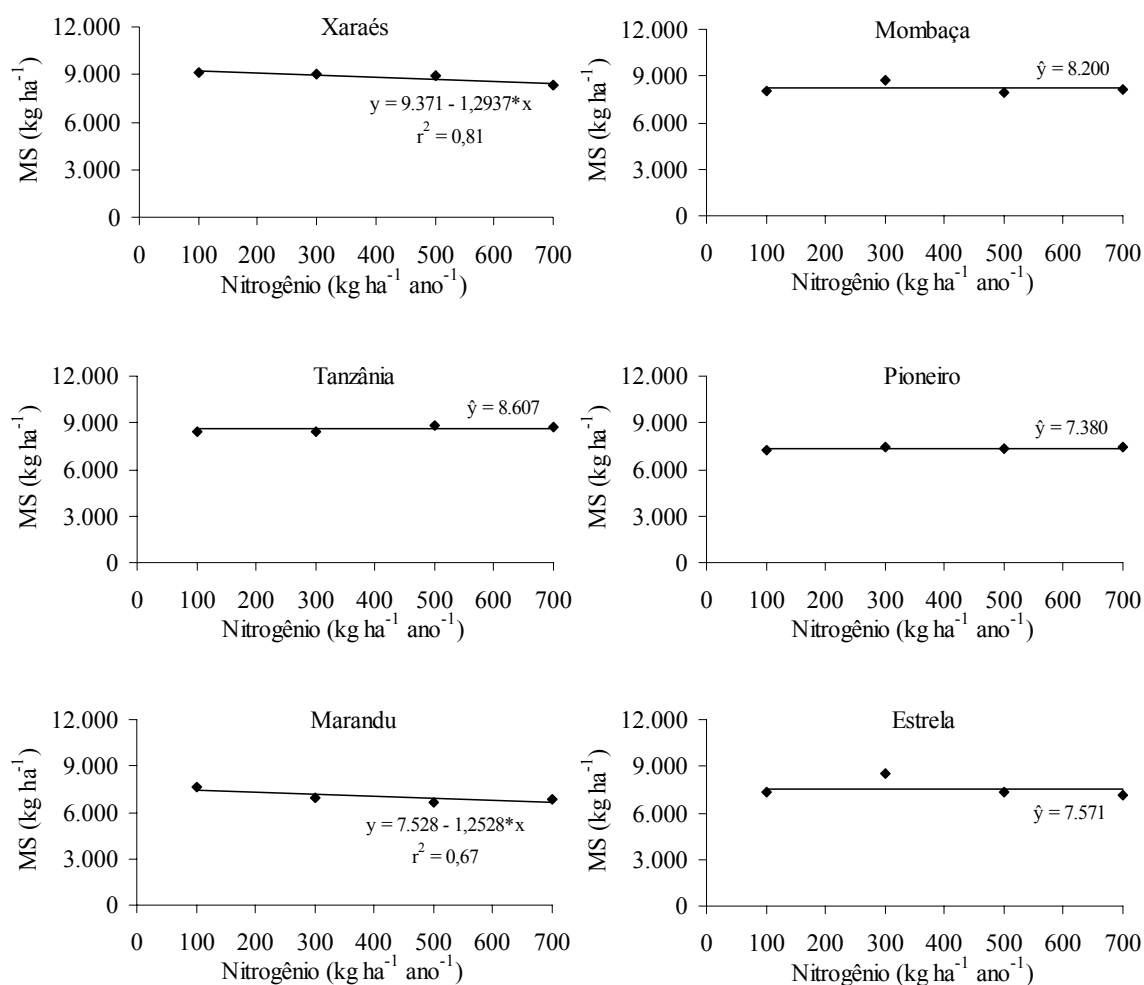 Xaraés
12.000
9.000
6.000
3.000
0
MS (kg ha⁻¹)
y = 9.371 - 1,2937*x
r² = 0,81
0 100 200 300 400 500 600 700
Nitrogênio (kg ha⁻¹ ano⁻¹)
Mombaça
12.000
9.000
6.000
3.000
0
MS (kg ha⁻¹)
ŷ = 8.200
0 100 200 300 400 500 600 700
Nitrogênio (kg ha⁻¹ ano⁻¹)
Tanzânia
12.000
9.000
6.000
3.000
0
MS (kg ha⁻¹)
ŷ = 8.607
0 100 200 300 400 500 600 700
Nitrogênio (kg ha⁻¹ ano⁻¹)
Pioneiro
12.000
9.000
6.000
3.000
0
MS (kg ha⁻¹)
ŷ = 7.380
0 100 200 300 400 500 600 700
Nitrogênio (kg ha⁻¹ ano⁻¹)
Marandu
12.000
9.000
6.000
3.000
0
MS (kg ha⁻¹)
y = 7.528 - 1,2528*x
r² = 0,67
0 100 200 300 400 500 600 700
Nitrogênio (kg ha⁻¹ ano⁻¹)
Estrela
12.000
9.000
6.000
3.000
0
MS (kg ha⁻¹)
ŷ = 7.571
0 100 200 300 400 500 600 700
Nitrogênio (kg ha⁻¹ ano⁻¹)